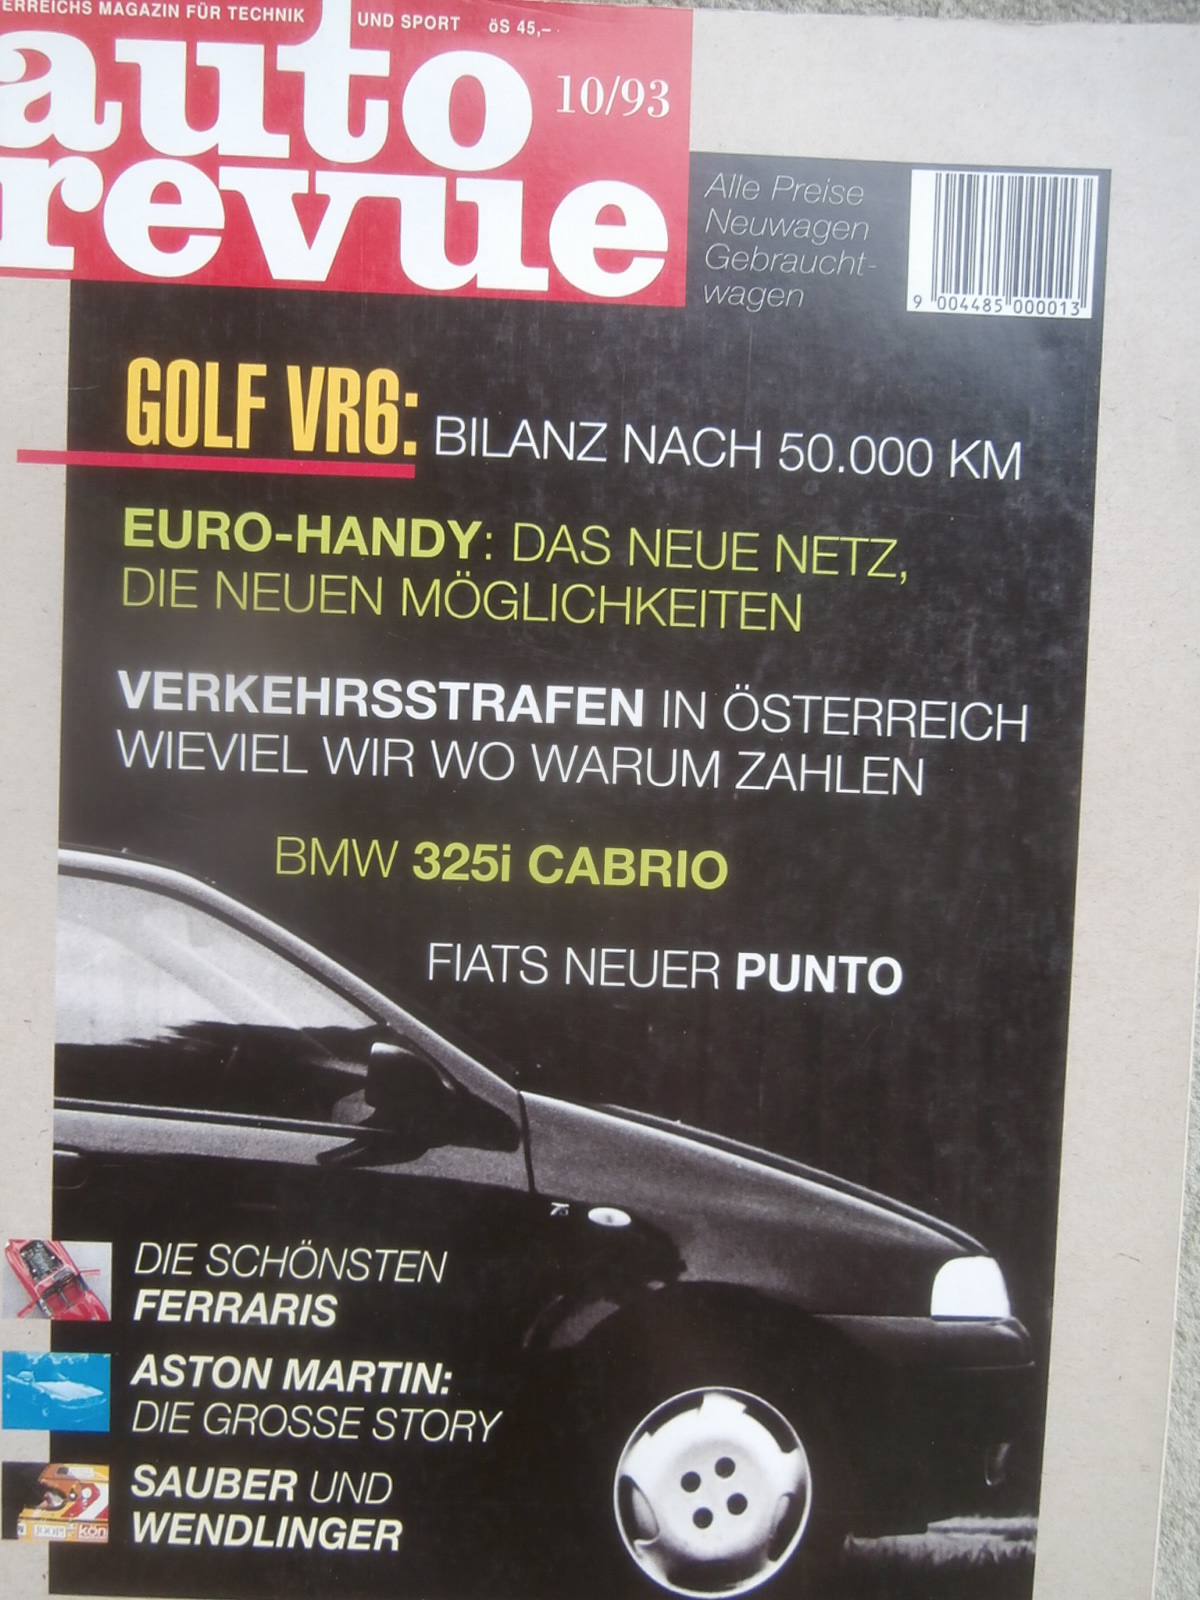 ERREICHS MAGAZIN FÜR TECHNIK UND SPORT öS 45,–
auto
10/93
revue
Alle Preise
Neuwagen
Gebraucht-
wagen
9 004485 000013
GOLF VR6: BILANZ NACH 50.000 KM
EURO-HANDY: DAS NEUE NETZ,
DIE NEUEN MÖGLICHKEITEN
VERKEHRSSTRAFEN IN ÖSTERREICH
WIEVIEL WIR WO WARUM ZAHLEN
BMW 325i CABRIO
FIATS NEUER PUNTO
75
DIE SCHÖNSTEN
FERRARIS
ASTON MARTIN:
DIE GROSSE STORY
SAUBER UND
WENDLINGER
kön